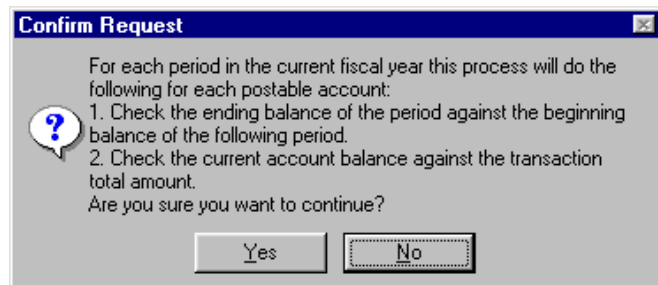 Confirm Request
For each period in the current fiscal year this process will do the
following for each postable account:
1. Check the ending balance of the period against the beginning
balance of the following period.
2. Check the current account balance against the transaction
total amount.
Are you sure you want to continue?
Yes
No